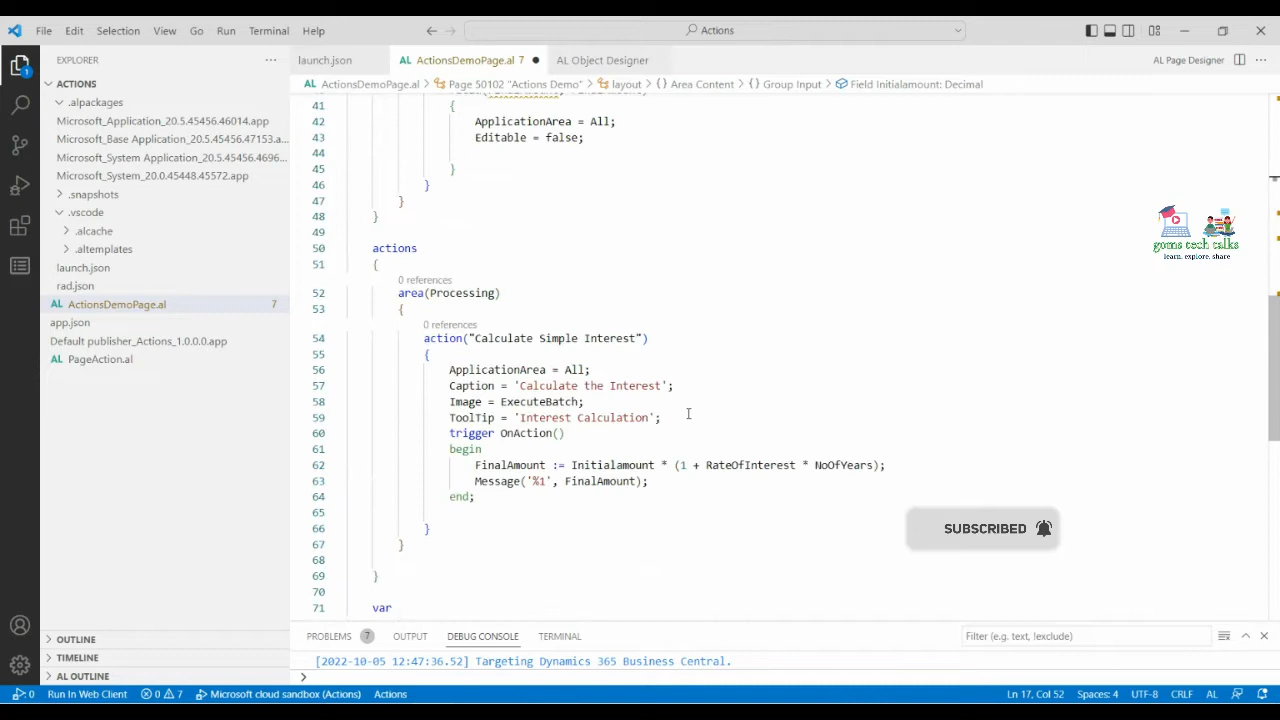 File Edit Selection View Go Run Terminal Help
Actions
EXPLORER
launch.json
AL ActionsDemoPage.al 7
AL Object Designer
AL Page Designer
ACTIONS
AL ActionsDemoPage.al > Page 50102 "Actions Demo" > layout > { } Area Content > { } Group Input > Field Initialamount: Decimal
.alpackages
Microsoft_Application_20.5.45456.46014.app
Microsoft_Base Application_20.5.45456.47153.a...
Microsoft_System Application_20.5.45456.4696...
Microsoft_System_20.0.45448.45572.app
.snapshots
.vscode
.alcache
.altemplates
launch.json
rad.json
AL ActionsDemoPage.al 7
app.json
Default publisher_Actions_1.0.0.0.app
AL PageAction.al
41 {
42 ApplicationArea = All;
43 Editable = false;
44
45 }
46 }
47 }
48 }
49
50 actions
51 {
0 references
52 area(Processing)
53 {
0 references
54 action("Calculate Simple Interest")
55 {
56 ApplicationArea = All;
57 Caption = 'Calculate the Interest';
58 Image = ExecuteBatch;
59 ToolTip = 'Interest Calculation';
60 trigger OnAction()
61 begin
62 FinalAmount := Initialamount * (1 + RateOfInterest * NoOfYears);
63 Message('%1', FinalAmount);
64 end;
65
66 }
67 }
68
69 }
70
71 var
goms tech talks
learn. explore. share
SUBSCRIBED
OUTLINE
TIMELINE
AL OUTLINE
PROBLEMS 7 OUTPUT DEBUG CONSOLE TERMINAL
Filter (e.g. text, !exclude)
[2022-10-05 12:47:36.52] Targeting Dynamics 365 Business Central.
0 Run In Web Client 0 7 Microsoft cloud sandbox (Actions) Actions
Ln 17, Col 52 Spaces: 4 UTF-8 CRLF AL